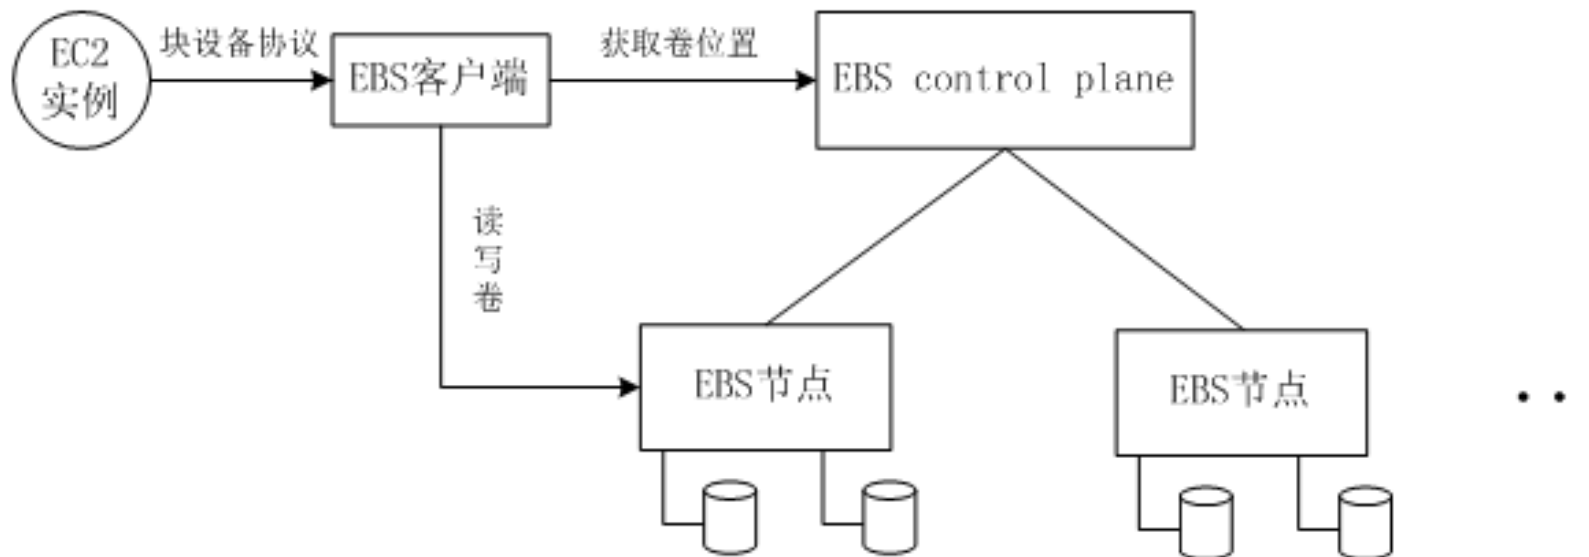 EC2
实例
块设备协议
EBS客户端
获取卷位置
EBS control plane
读
写
卷
EBS节点
EBS节点